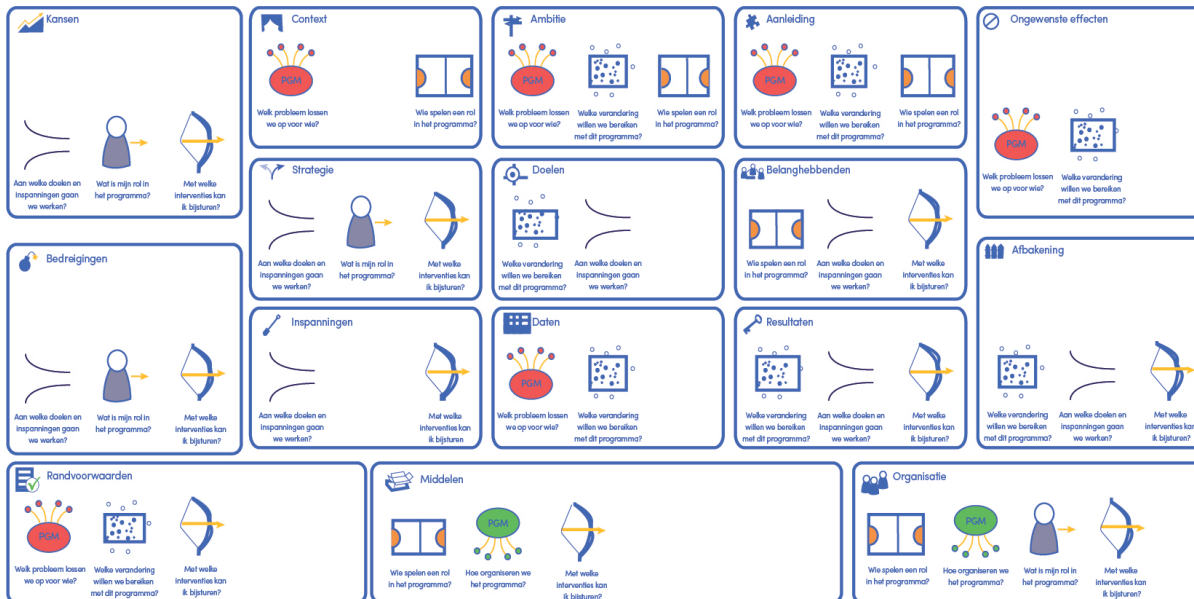 Kansen
Aan welke doelen en
inspanningen gaan
we werken?
Wat is mijn rol in
het programma?
Met welke
interventies kan
ik bijsturen?
Context
PGM
Welk probleem lossen
we op voor wie?
Wie spelen een rol
in het programma?
Ambitie
PGM
Welk probleem lossen
we op voor wie?
Welke verandering
willen we bereiken
met dit programma?
Wie spelen een rol
in het programma?
Aanleiding
PGM
Welk probleem lossen
we op voor wie?
Welke verandering
willen we bereiken
met dit programma?
Wie spelen een rol
in het programma?
Ongewenste effecten
PGM
Welk probleem lossen
we op voor wie?
Welke verandering
willen we bereiken
met dit programma?
Strategie
Aan welke doelen en
inspanningen gaan
we werken?
Wat is mijn rol in
het programma?
Met welke
interventies kan
ik bijsturen?
Doelen
Welke verandering
willen we bereiken
met dit programma?
Aan welke doelen en
inspanningen gaan
we werken?
Belanghebbenden
Wie spelen een rol
in het programma?
Aan welke doelen en
inspanningen gaan
we werken?
Met welke
interventies kan
ik bijsturen?
Bedreigingen
Aan welke doelen en
inspanningen gaan
we werken?
Wat is mijn rol in
het programma?
Met welke
interventies kan
ik bijsturen?
Inspanningen
Aan welke doelen en
inspanningen gaan
we werken?
Met welke
interventies kan
ik bijsturen
Daten
PGM
Welk probleem lossen
we op voor wie?
Welke verandering
willen we bereiken
met dit programma?
Resultaten
Welke verandering
willen we bereiken
met dit programma?
Aan welke doelen en
inspanningen gaan
we werken?
Met welke
interventies kan
ik bijsturen?
Afbakening
Welke verandering
willen we bereiken
met dit programma?
Aan welke doelen en
inspanningen gaan
we werken?
Met welke
interventies kan
ik bijsturen?
Randvoorwaarden
PGM
Welk probleem lossen
we op voor wie?
Welke verandering
willen we bereiken
met dit programma?
Met welke
interventies kan
ik bijsturen?
Middelen
Wie spelen een rol
in het programma?
PGM
Hoe organiseren we
het programma?
Met welke
interventies kan
ik bijsturen?
Organisatie
Wie spelen een rol
in het programma?
PGM
Hoe organiseren we
het programma?
Wat is mijn rol in
het programma?
Met welke
interventies kan
ik bijsturen?